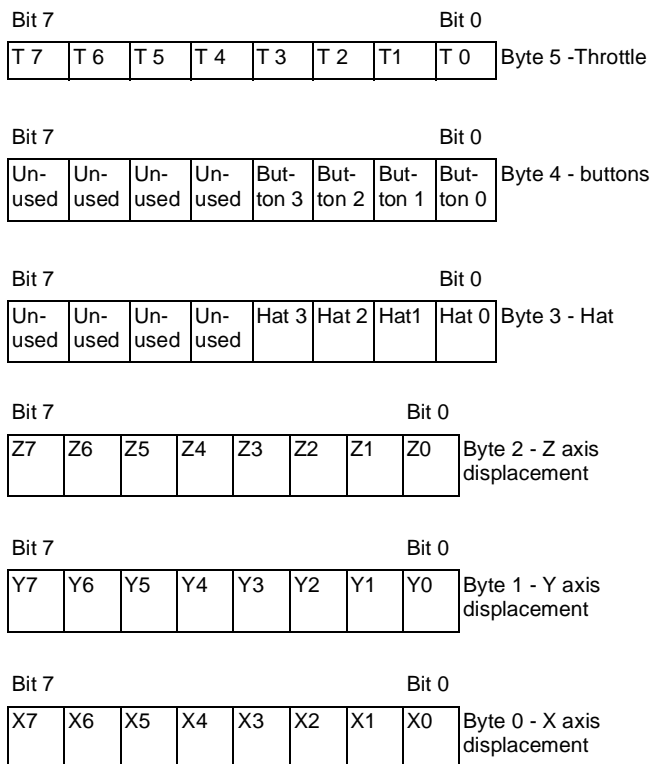 Bit 7 Bit 0
T 7 T 6 T 5 T 4 T 3 T 2 T1 T 0 Byte 5 -Throttle
Bit 7 Bit 0
Un- Un- Un- Un- But- But- But- But- Byte 4 - buttons
used used used used ton 3 ton 2 ton 1 ton 0
Bit 7 Bit 0
Un- Un- Un- Un- Hat 3 Hat 2 Hat1 Hat 0 Byte 3 - Hat
used used used used
Bit 7 Bit 0
Z7 Z6 Z5 Z4 Z3 Z2 Z1 Z0 Byte 2 - Z axis
displacement
Bit 7 Bit 0
Y7 Y6 Y5 Y4 Y3 Y2 Y1 Y0 Byte 1 - Y axis
displacement
Bit 7 Bit 0
X7 X6 X5 X4 X3 X2 X1 X0 Byte 0 - X axis
displacement